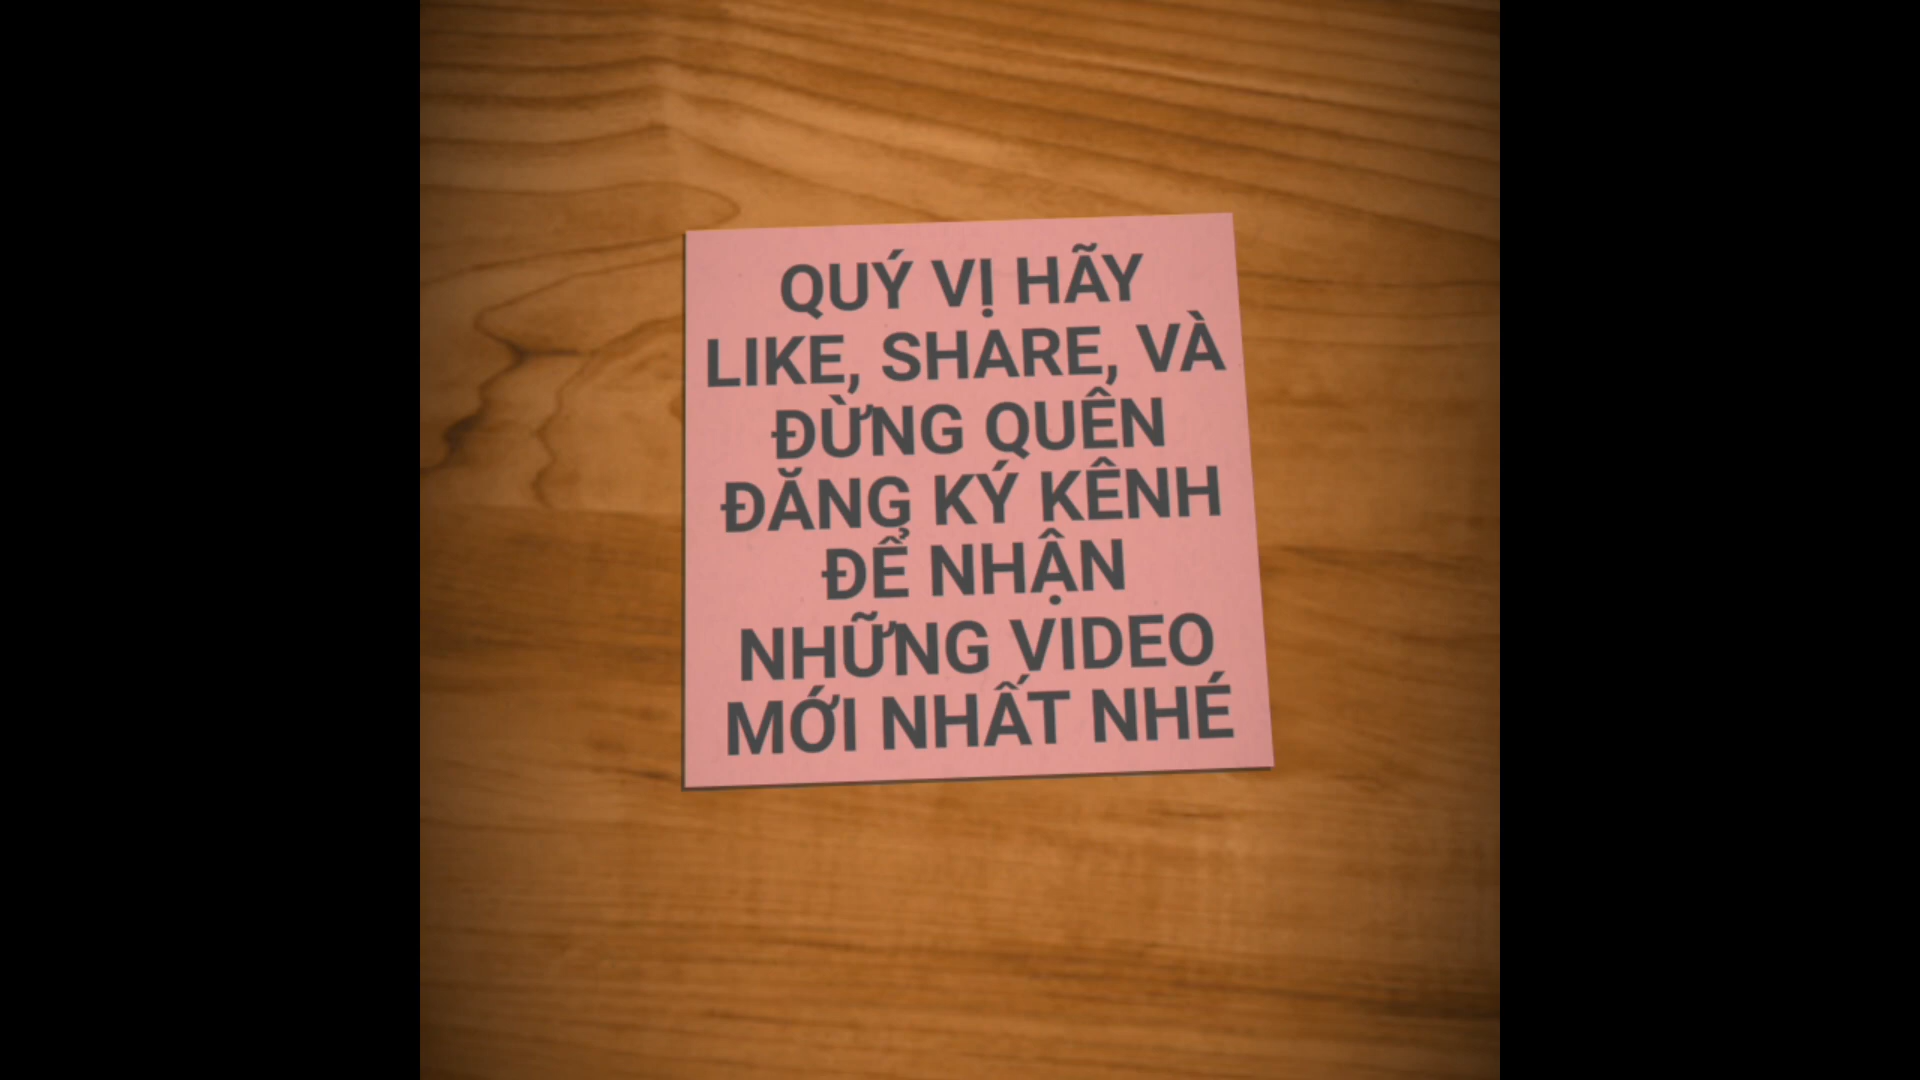 QUÝ VỊ HÃY
LIKE, SHARE, VÀ
ĐỪNG QUÊN
ĐĂNG KÝ KÊNH
ĐỂ NHẬN
NHỮNG VIDEO
MỚI NHẤT NHÉ